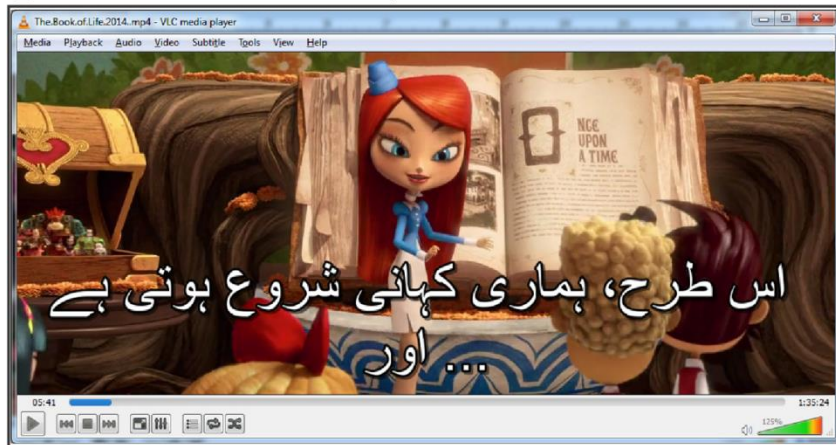 The.Book.of.Life.2014..mp4 - VLC media player
Media Playback Audio Video Subtitle Tools View Help
ONCE
UPON
A TIME
اس طرح، ہماری کہانی شروع ہوتی ہے
... اور
05:41 1:35:24
125%